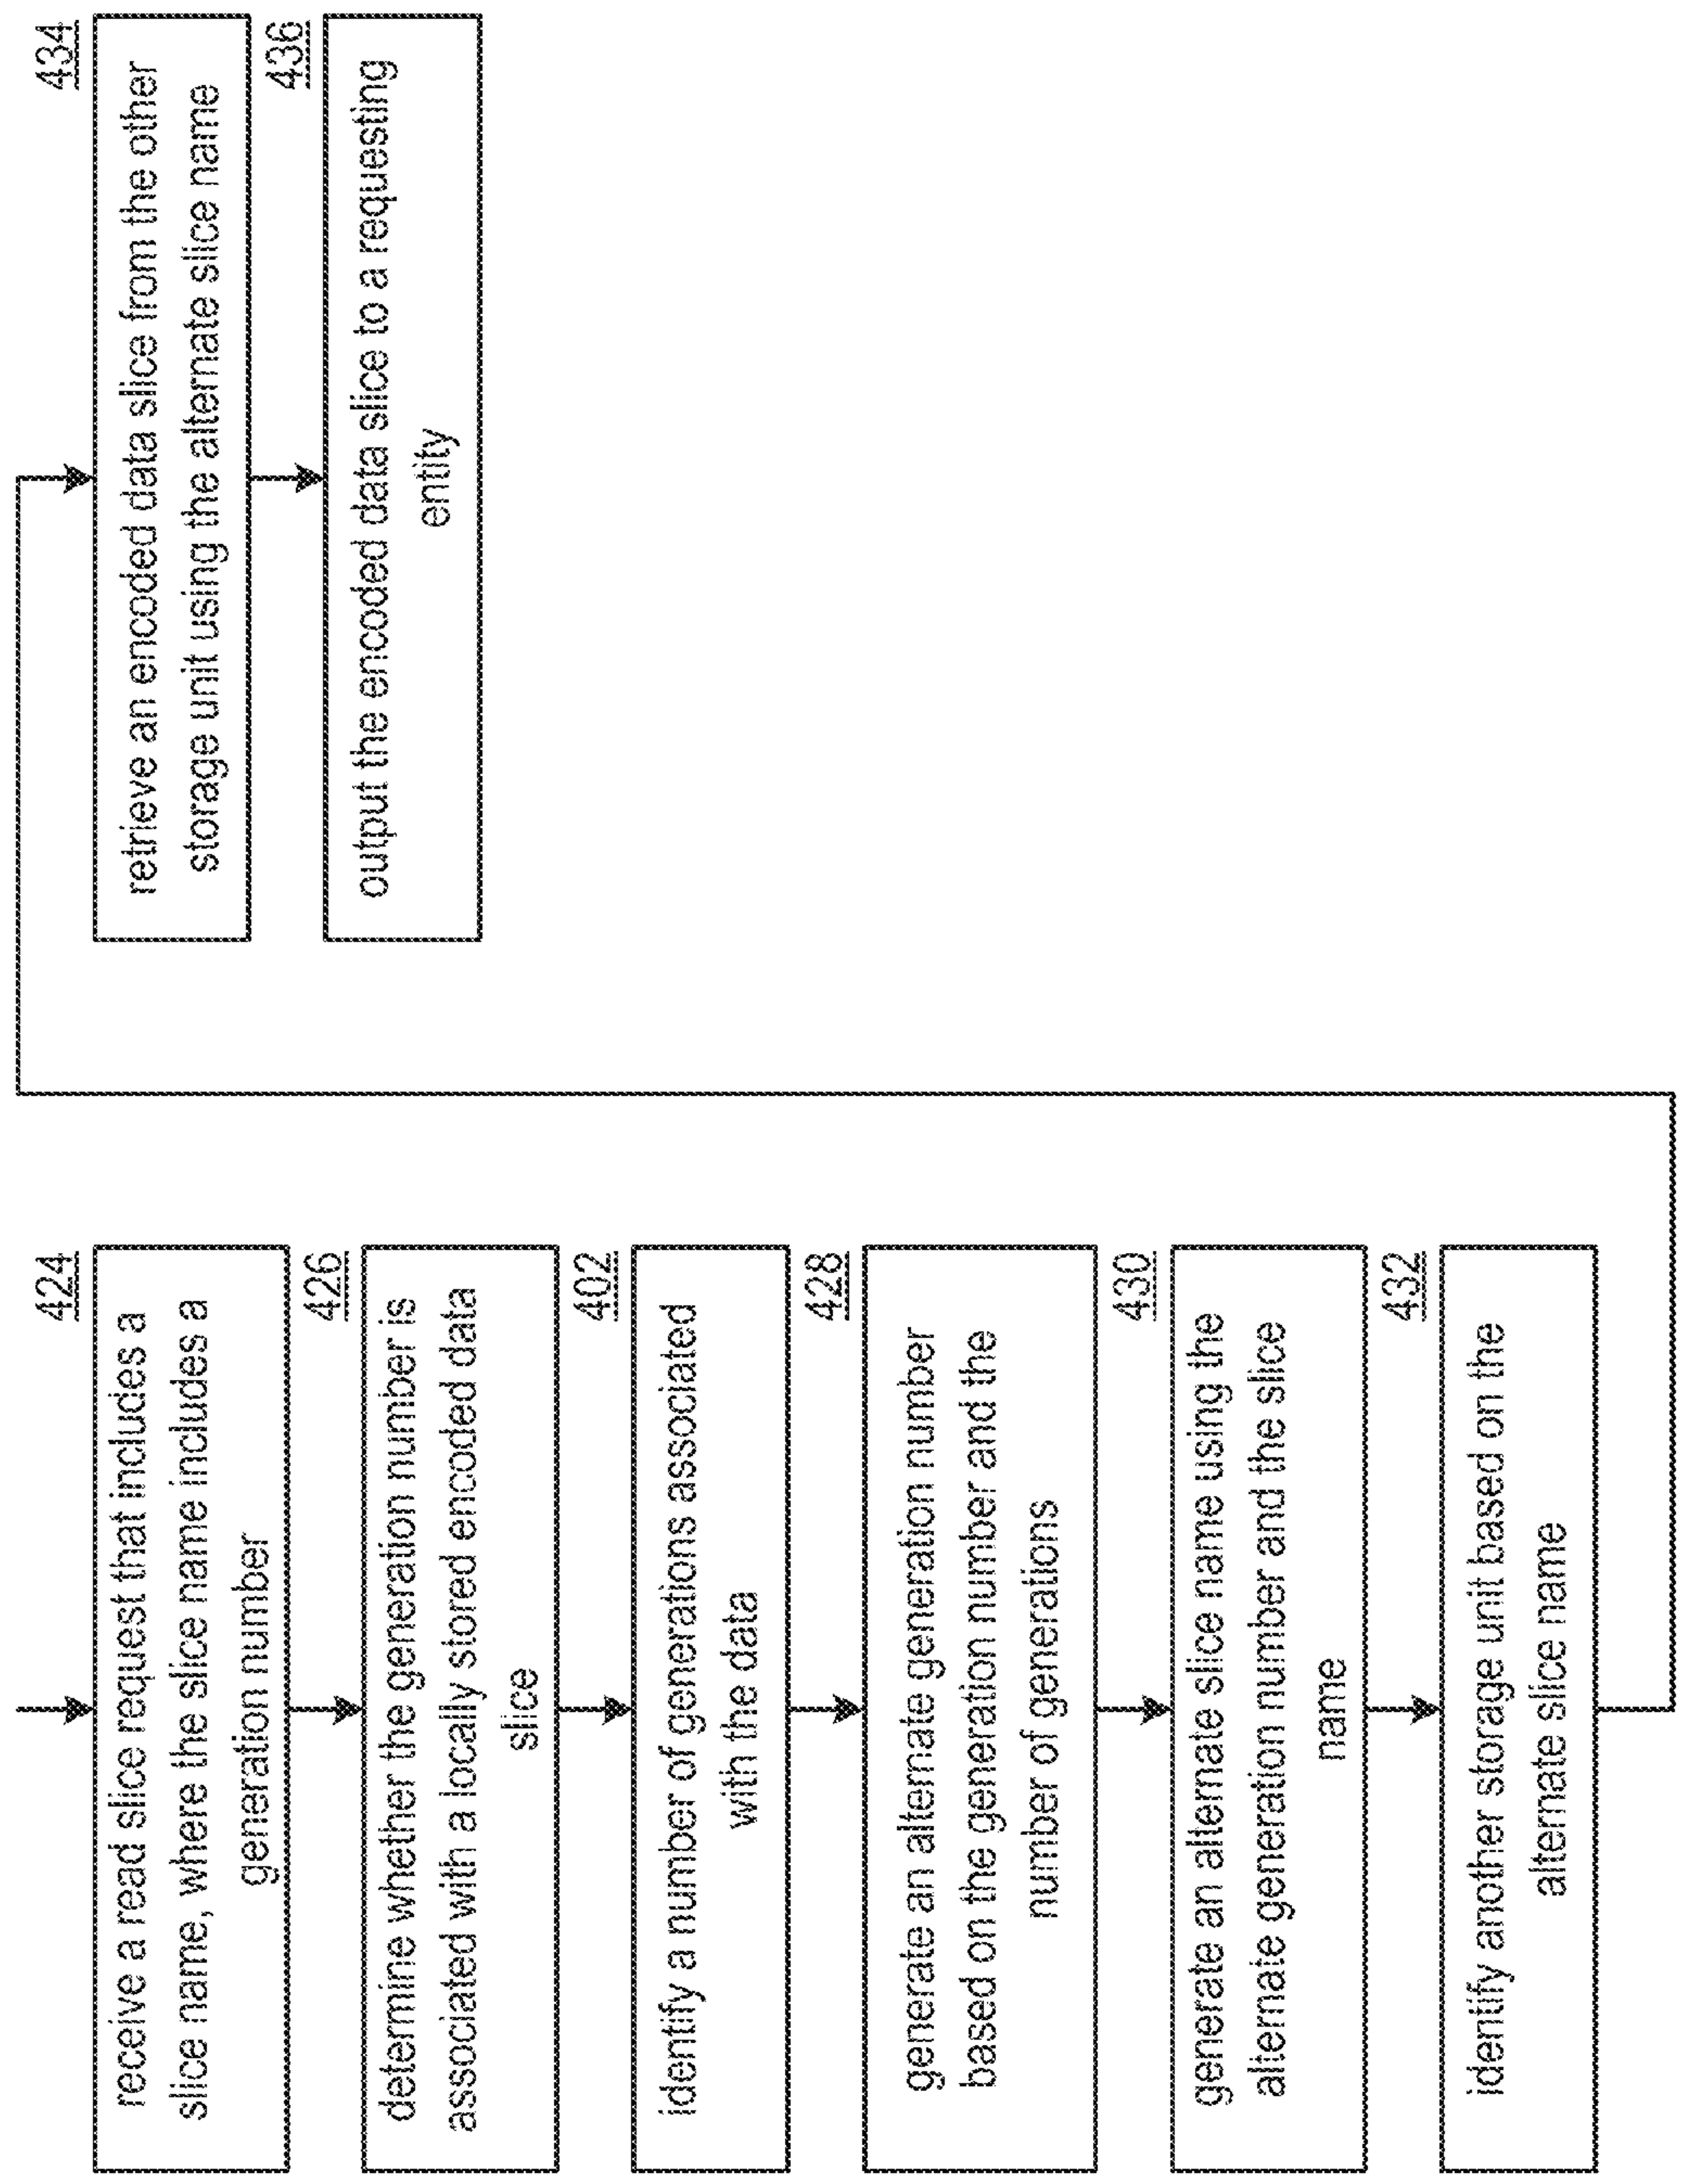 424
receive a read slice request that includes a
slice name, where the slice name includes a
generation number
426
determine whether the generation number is
associated with a locally stored encoded data
slice
402
identify a number of generations associated
with the data
428
generate an alternate generation number
based on the generation number and the
number of generations
430
generate an alternate slice name using the
alternate generation number and the slice
name
432
identify another storage unit based on the
alternate slice name
434
retrieve an encoded data slice from the other
storage unit using the alternate slice name
436
output the encoded data slice to a requesting
entity